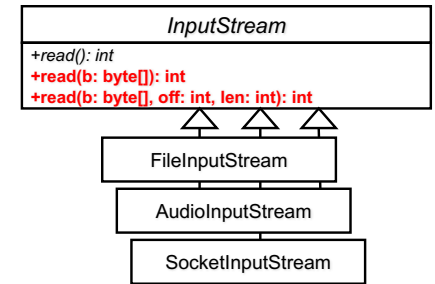 InputStream
+read(): int
+read(b: byte[]): int
+read(b: byte[], off: int, len: int): int
FileInputStream
AudioInputStream
SocketInputStream